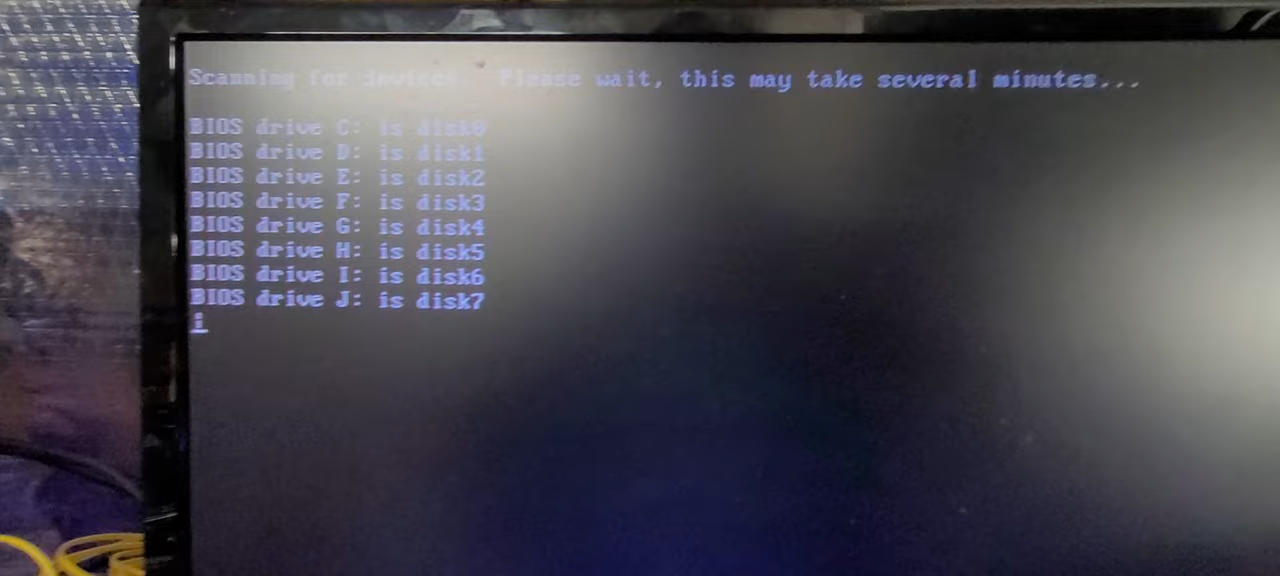 Scanning for devices. Please wait, this may take several minutes...
BIOS drive C: is disk0
BIOS drive D: is disk1
BIOS drive E: is disk2
BIOS drive F: is disk3
BIOS drive G: is disk4
BIOS drive H: is disk5
BIOS drive I: is disk6
BIOS drive J: is disk7